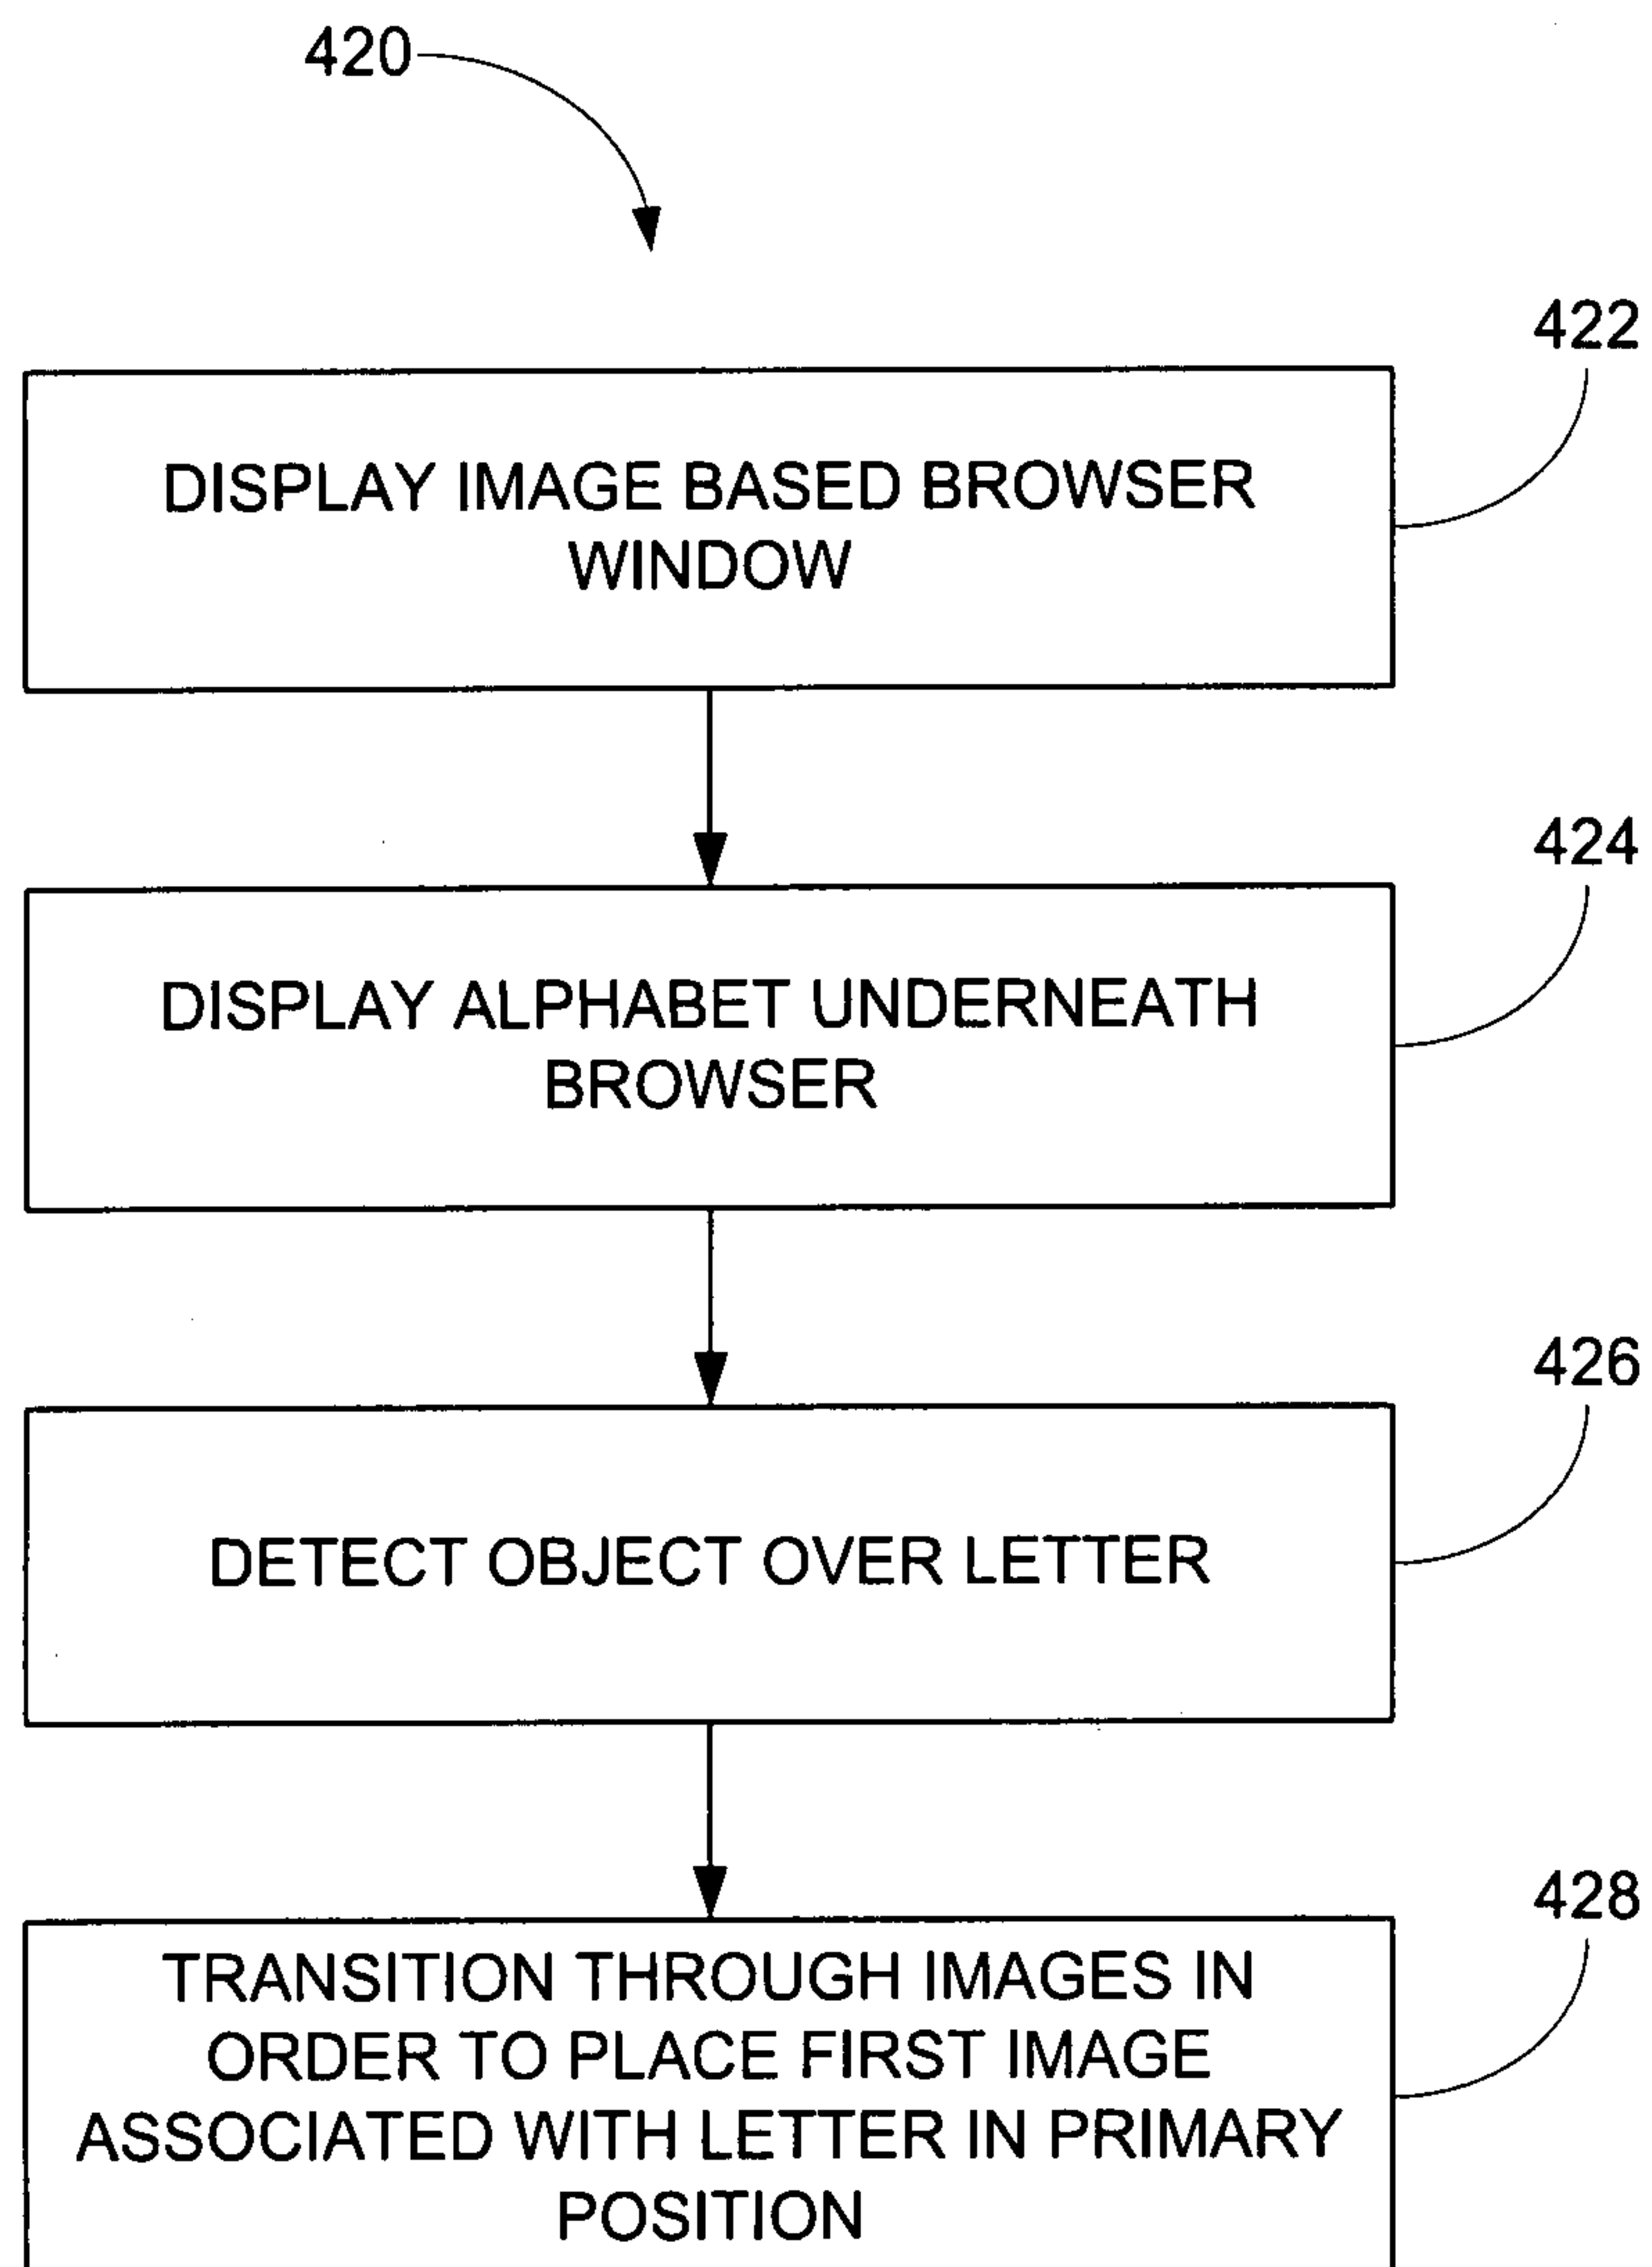 420
422
DISPLAY IMAGE BASED BROWSER
WINDOW
424
DISPLAY ALPHABET UNDERNEATH
BROWSER
426
DETECT OBJECT OVER LETTER
428
TRANSITION THROUGH IMAGES IN
ORDER TO PLACE FIRST IMAGE
ASSOCIATED WITH LETTER IN PRIMARY
POSITION